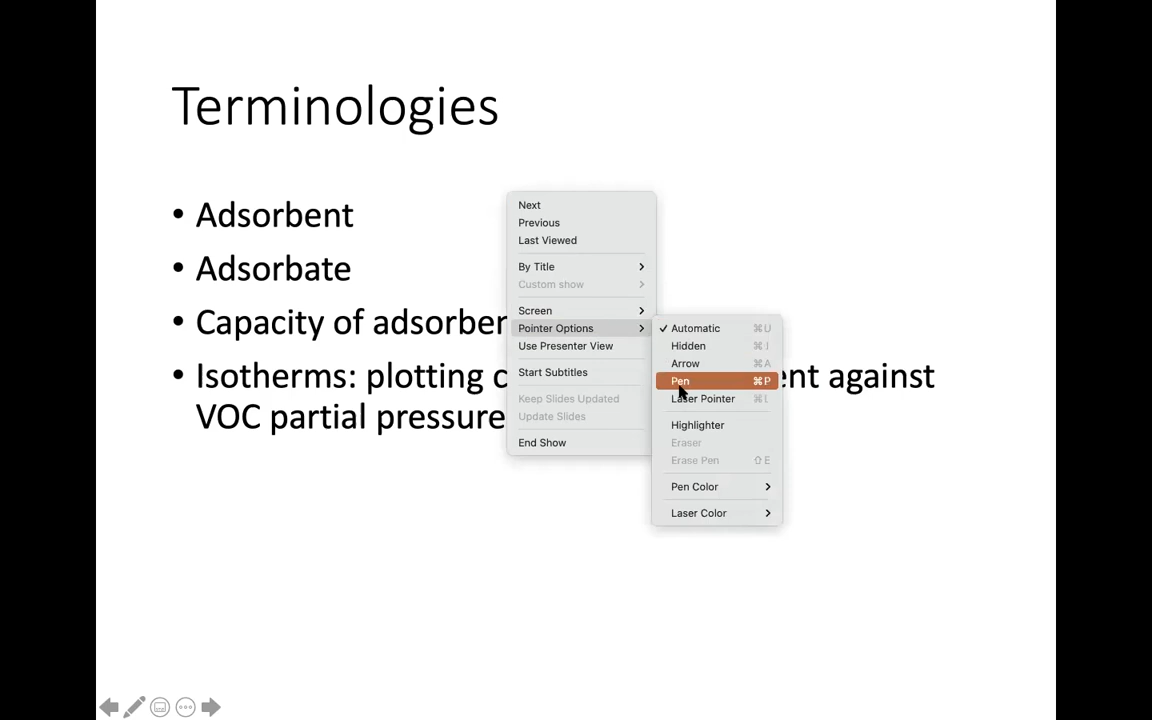 Terminologies
• Adsorbent
• Adsorbate
• Capacity of adsorben
• Isotherms: plotting c
nt against
VOC partial pressure
Next
Previous
Last Viewed
By Title
Custom show
Screen
Pointer Options
Use Presenter View
Start Subtitles
Keep Slides Updated
Update Slides
End Show
✓ Automatic ⌘U
Hidden ⌘I
Arrow ⌘A
Pen ⌘P
Laser Pointer ⌘L
Highlighter
Eraser
Erase Pen ⇧E
Pen Color
Laser Color